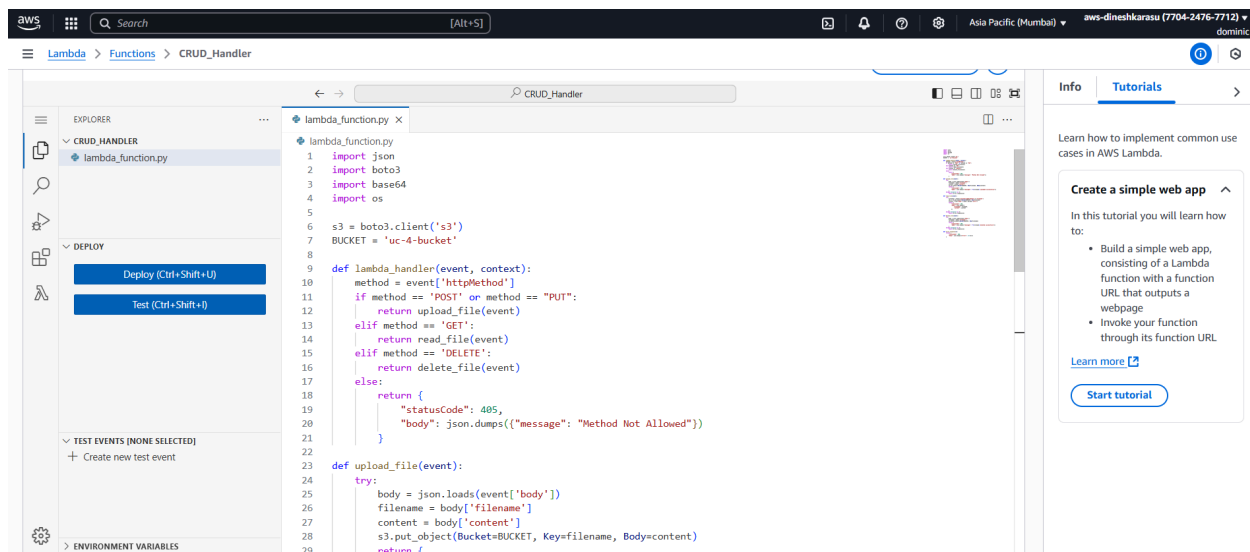 aws
Search
[Alt+S]
Asia Pacific (Mumbai)
aws-dineshkarasu (7704-2476-7712)
dominic
Lambda > Functions > CRUD_Handler
CRUD_Handler
EXPLORER
CRUD_HANDLER
lambda_function.py
DEPLOY
Deploy (Ctrl+Shift+U)
Test (Ctrl+Shift+I)
TEST EVENTS [NONE SELECTED]
Create new test event
ENVIRONMENT VARIABLES
lambda_function.py
lambda_function.py
1 import json
2 import boto3
3 import base64
4 import os
5
6 s3 = boto3.client('s3')
7 BUCKET = 'uc-4-bucket'
8
9 def lambda_handler(event, context):
10     method = event['httpMethod']
11     if method == 'POST' or method == "PUT":
12         return upload_file(event)
13     elif method == 'GET':
14         return read_file(event)
15     elif method == 'DELETE':
16         return delete_file(event)
17     else:
18         return {
19             "statusCode": 405,
20             "body": json.dumps({"message": "Method Not Allowed"})
21         }
22
23 def upload_file(event):
24     try:
25         body = json.loads(event['body'])
26         filename = body['filename']
27         content = body['content']
28         s3.put_object(Bucket=BUCKET, Key=filename, Body=content)
29         return {
Info
Tutorials
Learn how to implement common use
cases in AWS Lambda.
Create a simple web app
In this tutorial you will learn how
to:
• Build a simple web app,
consisting of a Lambda
function with a function
URL that outputs a
webpage
• Invoke your function
through its function URL
Learn more
Start tutorial